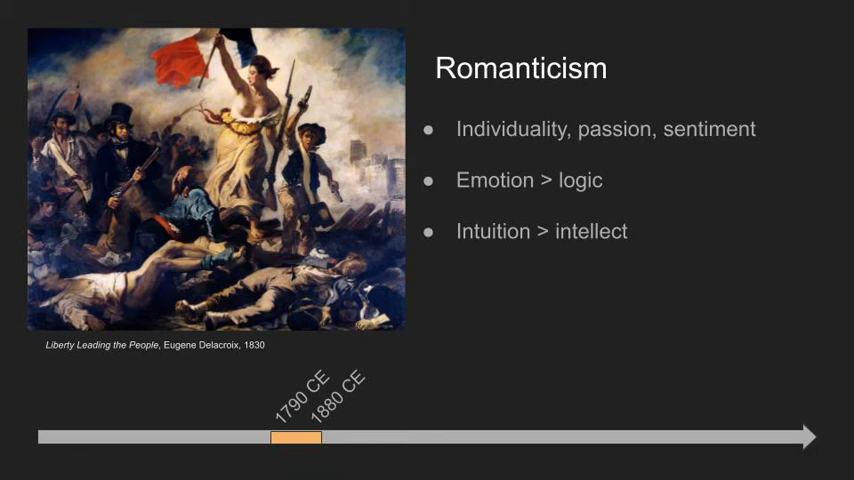 Romanticism
● Individuality, passion, sentiment
● Emotion > logic
● Intuition > intellect
Liberty Leading the People, Eugene Delacroix, 1830
1790 CE
1880 CE